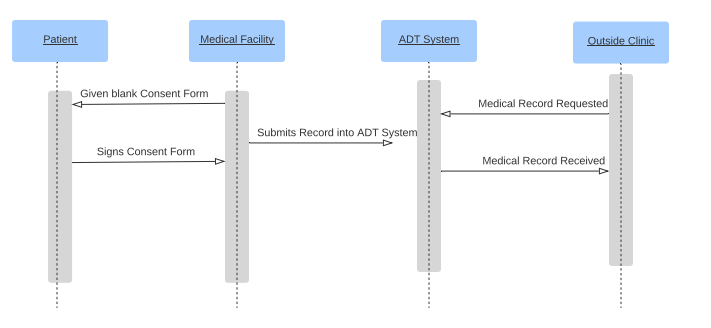 Patient
Medical Facility
ADT System
Outside Clinic
Given blank Consent Form
Medical Record Requested
Submits Record into ADT System
Signs Consent Form
Medical Record Received